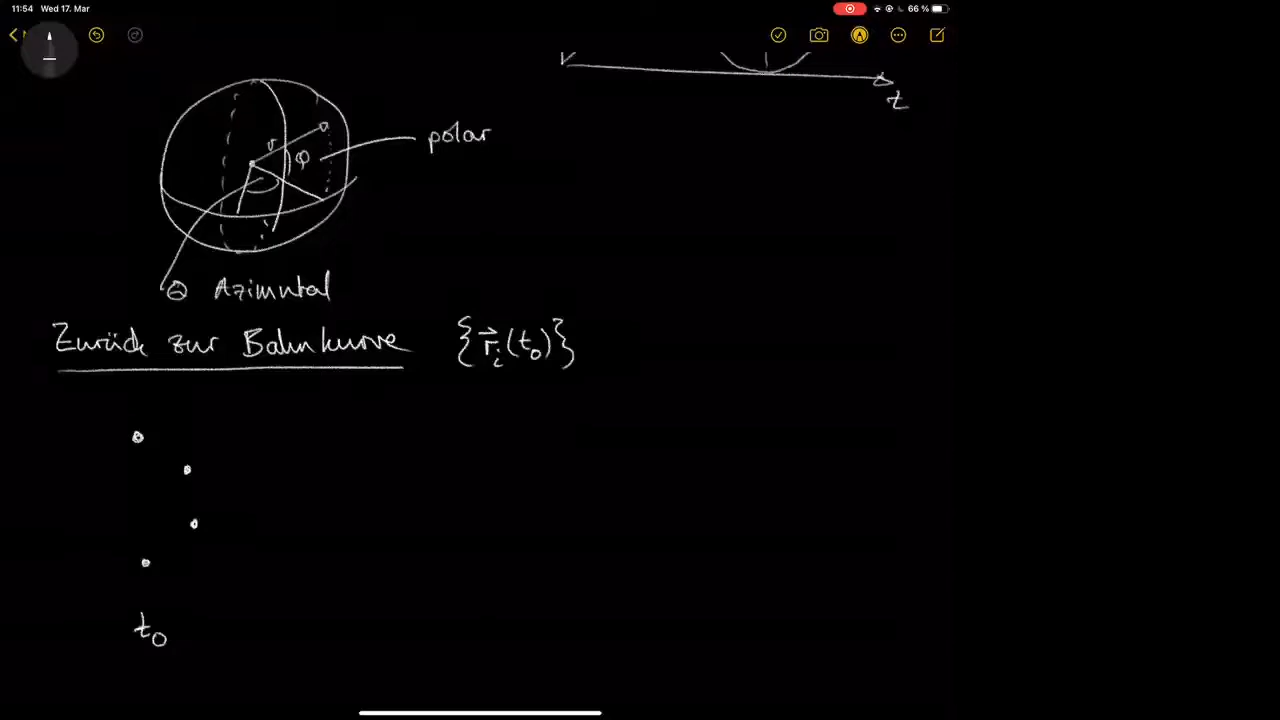 11:54 Wed 17. Mar
66 %
t
polar
r
φ
Θ Azimutal
Zurück zur Bahnkurve { r⃗ᵢ(t₀) }
t₀